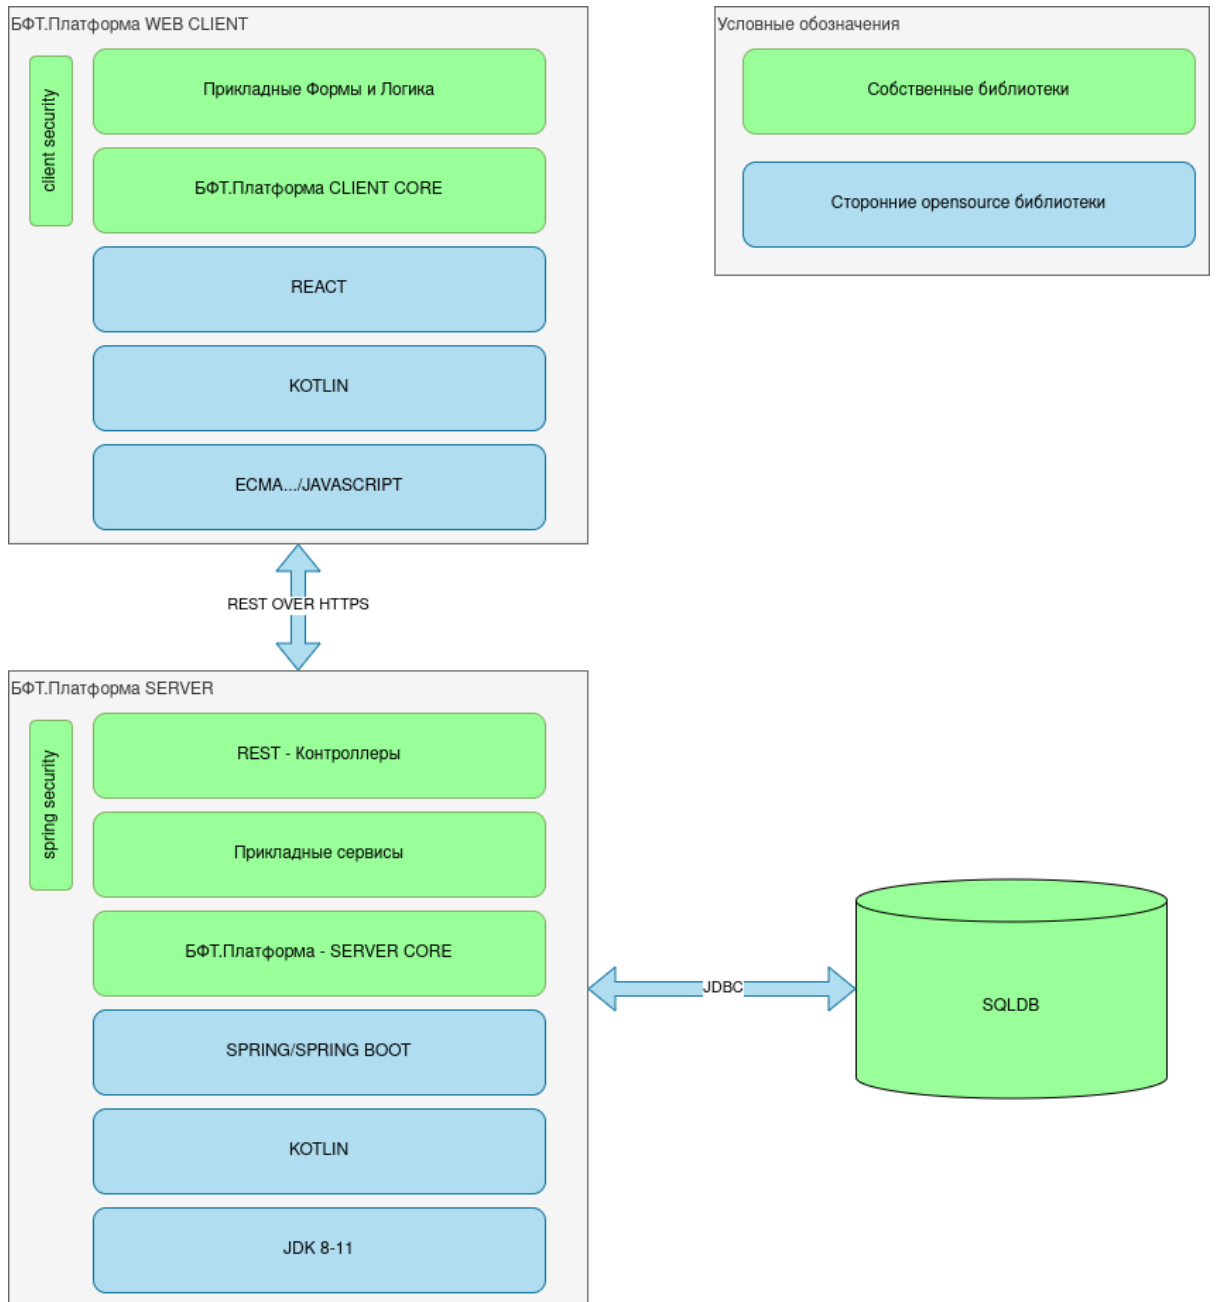 БФТ.Платформа WEB CLIENT
client security
Прикладные Формы и Логика
БФТ.Платформа CLIENT CORE
REACT
KOTLIN
ECMA.../JAVASCRIPT
Условные обозначения
Собственные библиотеки
Сторонние opensource библиотеки
REST OVER HTTPS
БФТ.Платформа SERVER
spring security
REST - Контроллеры
Прикладные сервисы
БФТ.Платформа - SERVER CORE
SPRING/SPRING BOOT
KOTLIN
JDK 8-11
JDBC
SQLDB